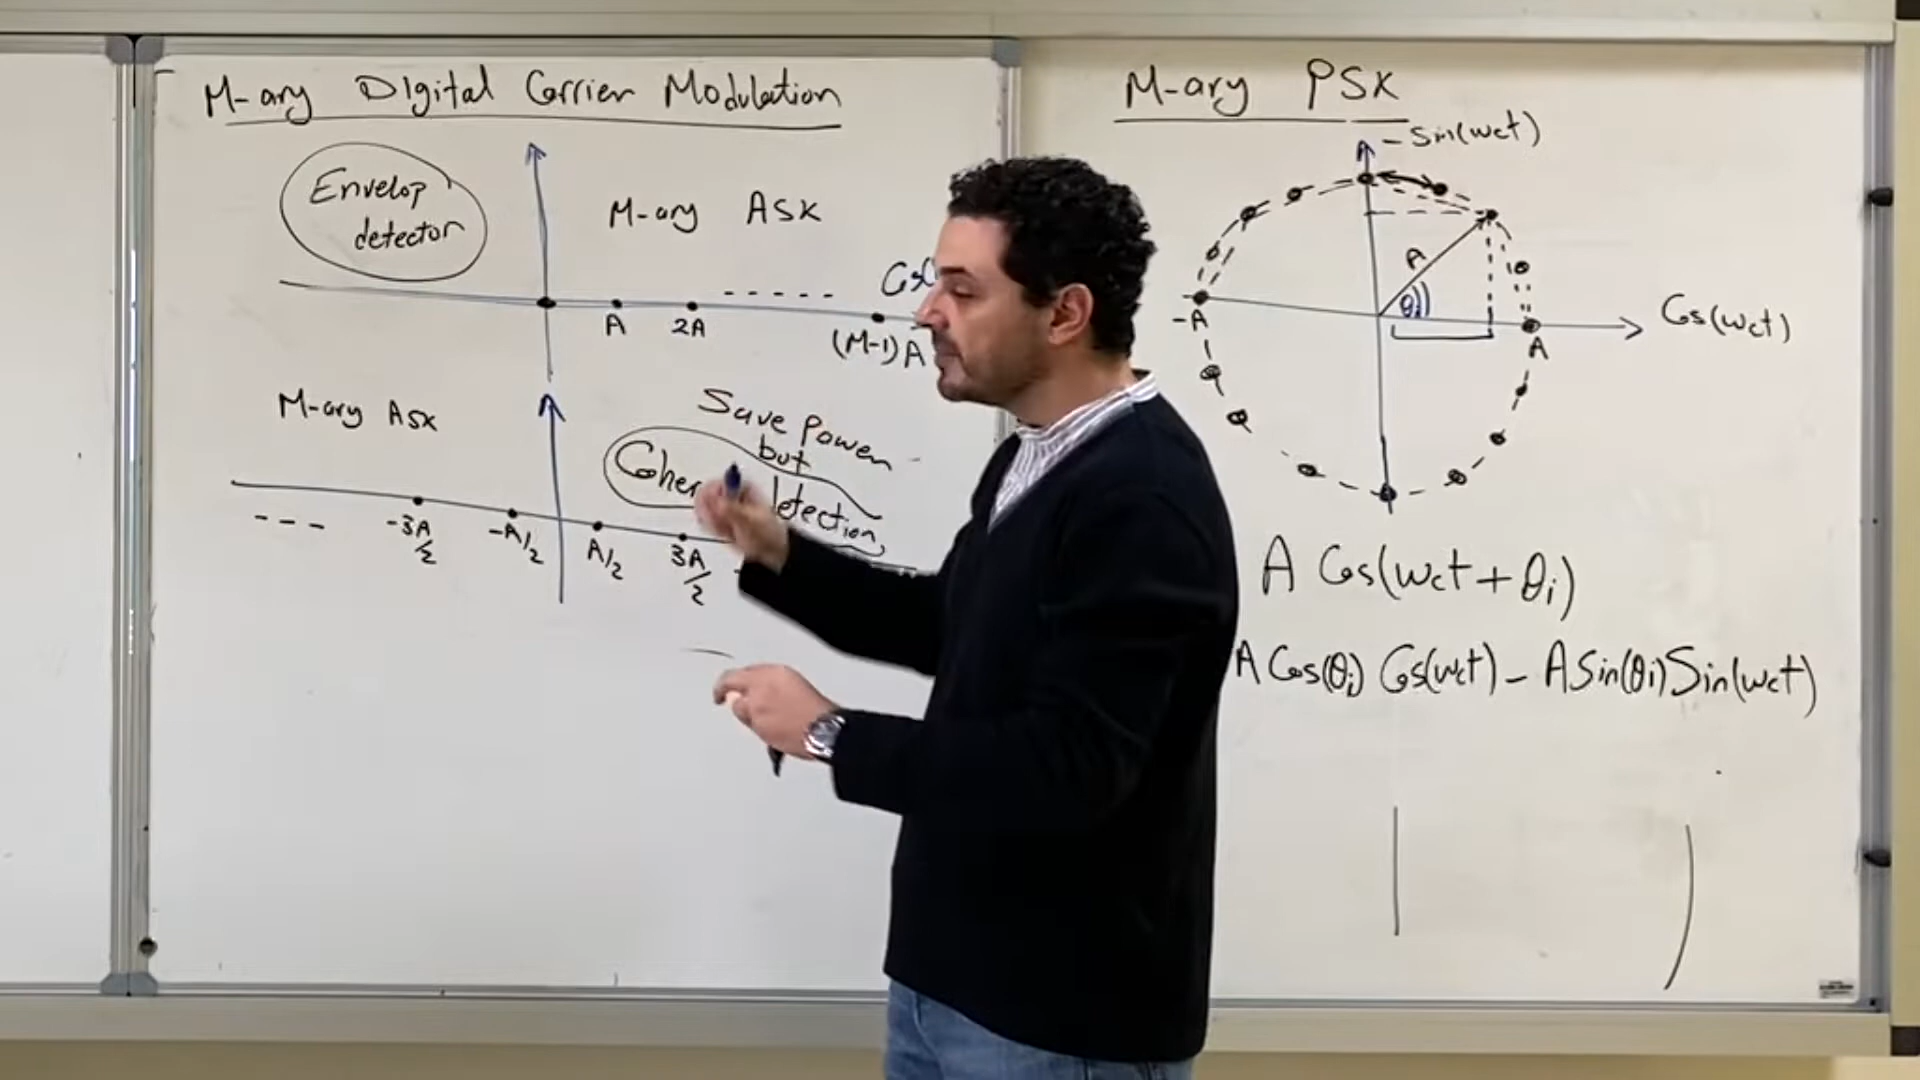 M-ary Digital Carrier Modulation
Envelop
detector
M-ary ASK
A
2A
(M-1)A
M-ary ASK
Save Power
but
detection
- - - -3A/2 -A/2 A/2 3A/2
M-ary PSK
-Sin(wct)
A
θi
-A
A
Cos(wct)
A Cos(wct+θi)
A Cos(θi) Cos(wct) - A Sin(θi) Sin(wct)